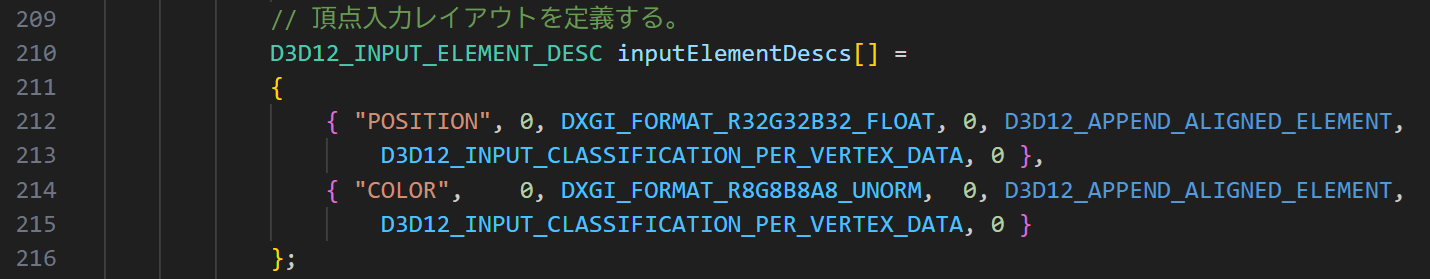 209 // 頂点入力レイアウトを定義する。
210 D3D12_INPUT_ELEMENT_DESC inputElementDescs[] =
211 {
212 { "POSITION", 0, DXGI_FORMAT_R32G32B32_FLOAT, 0, D3D12_APPEND_ALIGNED_ELEMENT,
213 D3D12_INPUT_CLASSIFICATION_PER_VERTEX_DATA, 0 },
214 { "COLOR",    0, DXGI_FORMAT_R8G8B8A8_UNORM,  0, D3D12_APPEND_ALIGNED_ELEMENT,
215 D3D12_INPUT_CLASSIFICATION_PER_VERTEX_DATA, 0 }
216 };